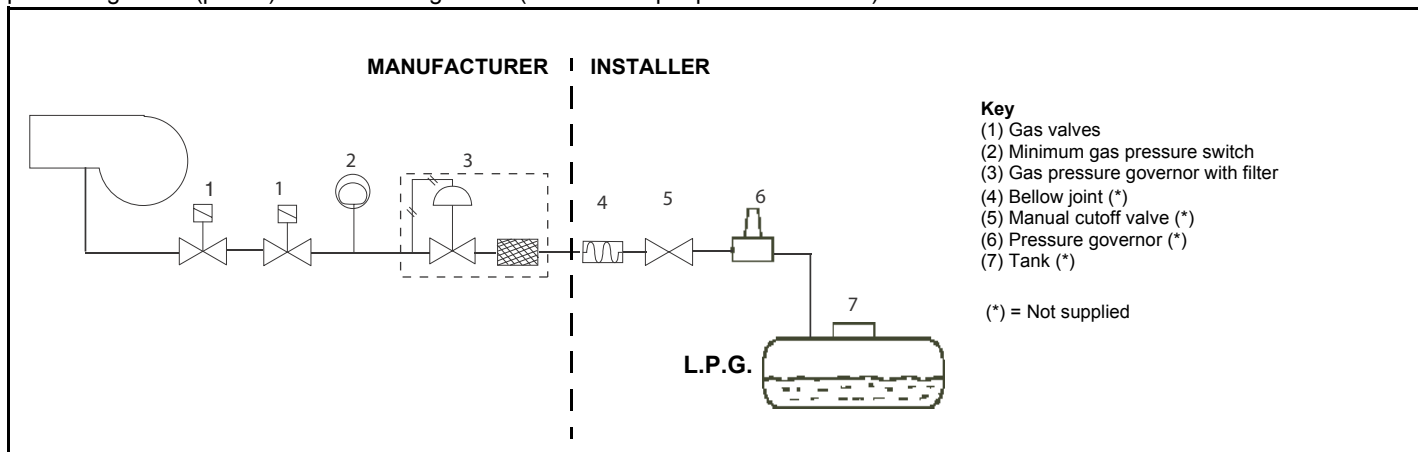 MANUFACTURER INSTALLER
Key
(1) Gas valves
(2) Minimum gas pressure switch
(3) Gas pressure governor with filter
(4) Bellow joint (*)
(5) Manual cutoff valve (*)
(6) Pressure governor (*)
(7) Tank (*)
(*) = Not supplied
1 1 2 3 4 5 6
7
L.P.G.